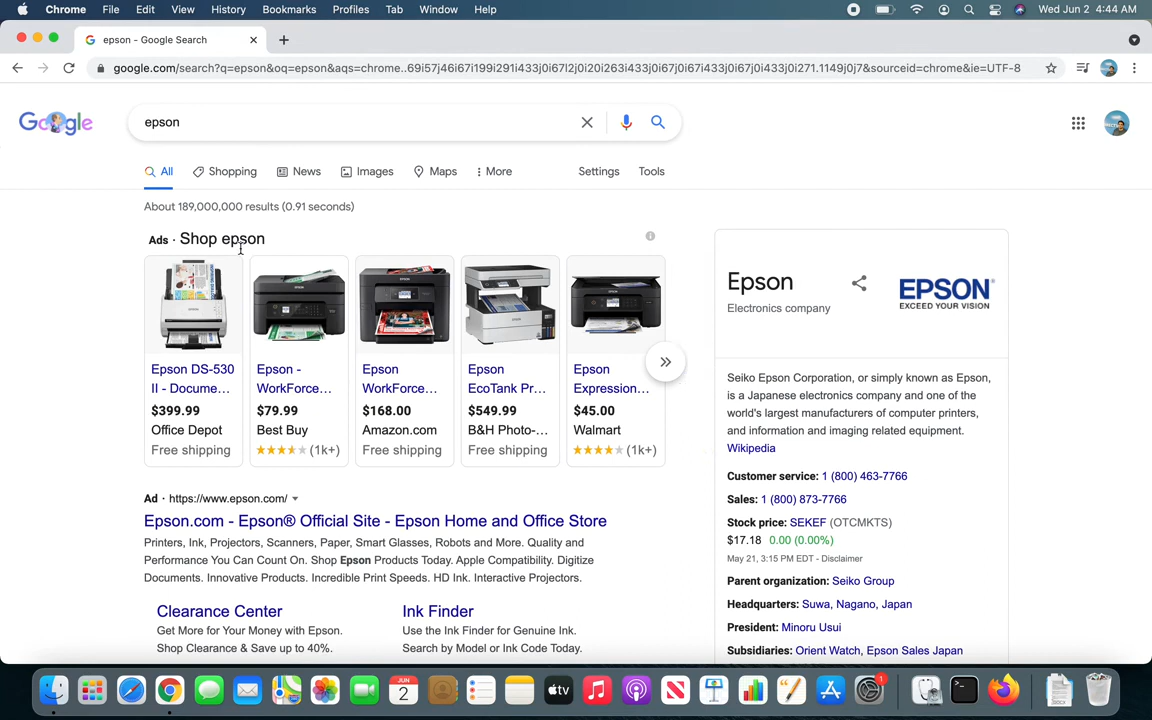 Chrome File Edit View History Bookmarks Profiles Tab Window Help Wed Jun 2 4:44 AM
epson - Google Search
google.com/search?q=epson&oq=epson&aqs=chrome..69i57j46i67i199i291i433j0i67l2j0i20i263i433j0i67j0i67i433j0i67j0i433j0i271.1149j0j7&sourceid=chrome&ie=UTF-8
Google
epson
All Shopping News Images Maps More Settings Tools
About 189,000,000 results (0.91 seconds)
Ads · Shop epson
Epson DS-530 II - Docume...
$399.99
Office Depot
Free shipping
Epson - WorkForce...
$79.99
Best Buy
(1k+)
Epson WorkForce...
$168.00
Amazon.com
Free shipping
Epson EcoTank Pr...
$549.99
B&H Photo-...
Free shipping
Epson Expression...
$45.00
Walmart
(1k+)
Ad · https://www.epson.com/
Epson.com - Epson® Official Site - Epson Home and Office Store
Printers, Ink, Projectors, Scanners, Paper, Smart Glasses, Robots and More. Quality and
Performance You Can Count On. Shop Epson Products Today. Apple Compatibility. Digitize
Documents. Innovative Products. Incredible Print Speeds. HD Ink. Interactive Projectors.
Clearance Center
Get More for Your Money with Epson.
Shop Clearance & Save up to 40%.
Ink Finder
Use the Ink Finder for Genuine Ink.
Search by Model or Ink Code Today.
Epson
Electronics company
EPSON
EXCEED YOUR VISION
Seiko Epson Corporation, or simply known as Epson,
is a Japanese electronics company and one of the
world's largest manufacturers of computer printers,
and information and imaging related equipment.
Wikipedia
Customer service: 1 (800) 463-7766
Sales: 1 (800) 873-7766
Stock price: SEKEF (OTCMKTS)
$17.18 0.00 (0.00%)
May 21, 3:15 PM EDT - Disclaimer
Parent organization: Seiko Group
Headquarters: Suwa, Nagano, Japan
President: Minoru Usui
Subsidiaries: Orient Watch, Epson Sales Japan
JUN
2
tv
1